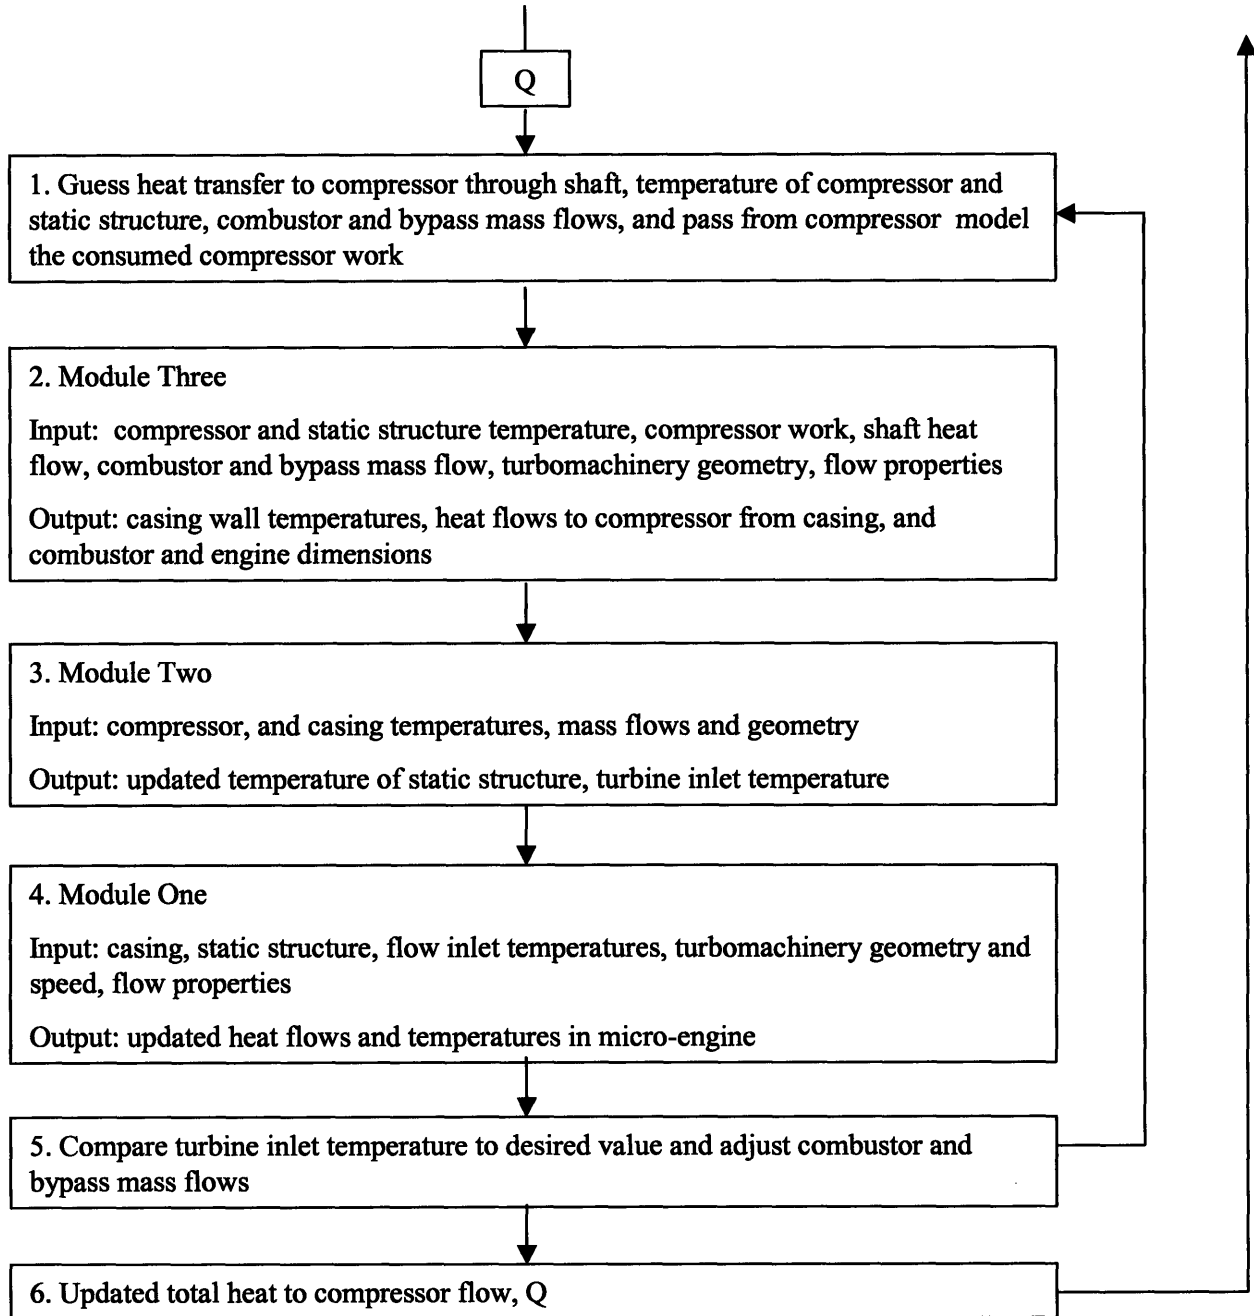 Q
1. Guess heat transfer to compressor through shaft, temperature of compressor and
static structure, combustor and bypass mass flows, and pass from compressor model
the consumed compressor work
2. Module Three
Input: compressor and static structure temperature, compressor work, shaft heat
flow, combustor and bypass mass flow, turbomachinery geometry, flow properties
Output: casing wall temperatures, heat flows to compressor from casing, and
combustor and engine dimensions
3. Module Two
Input: compressor, and casing temperatures, mass flows and geometry
Output: updated temperature of static structure, turbine inlet temperature
4. Module One
Input: casing, static structure, flow inlet temperatures, turbomachinery geometry and
speed, flow properties
Output: updated heat flows and temperatures in micro-engine
5. Compare turbine inlet temperature to desired value and adjust combustor and
bypass mass flows
6. Updated total heat to compressor flow, Q